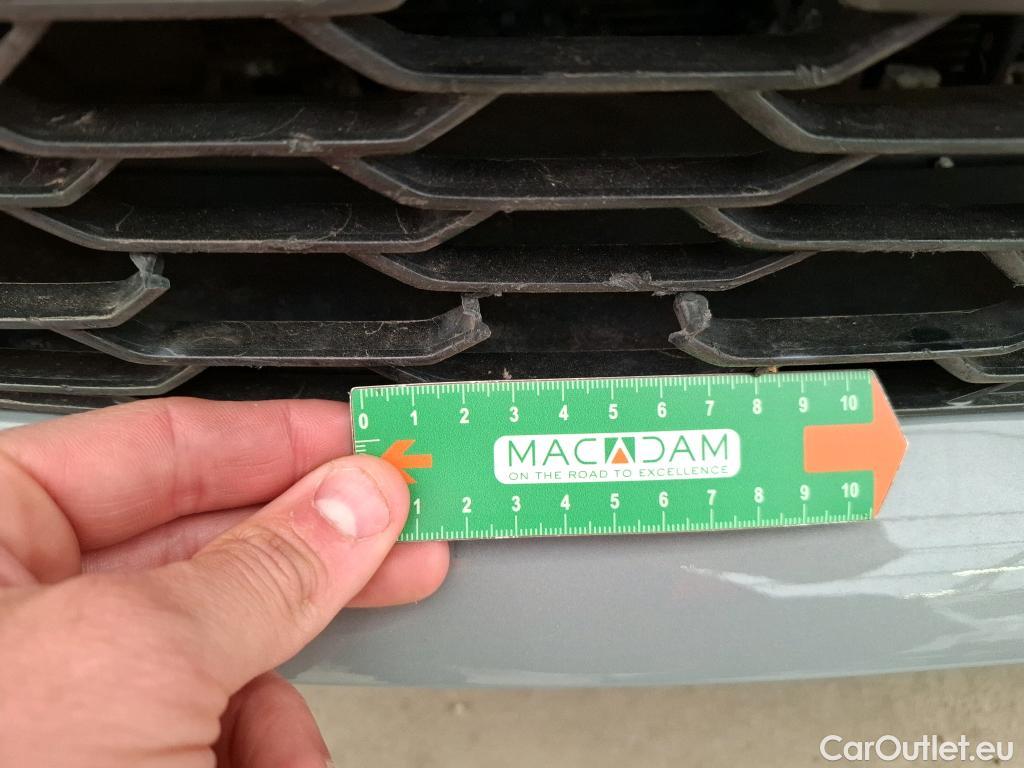 0 1 2 3 4 5 6 7 8 9 10
MACADAM
ON THE ROAD TO EXCELLENCE
1 2 3 4 5 6 7 8 9 10
CarOutlet.eu